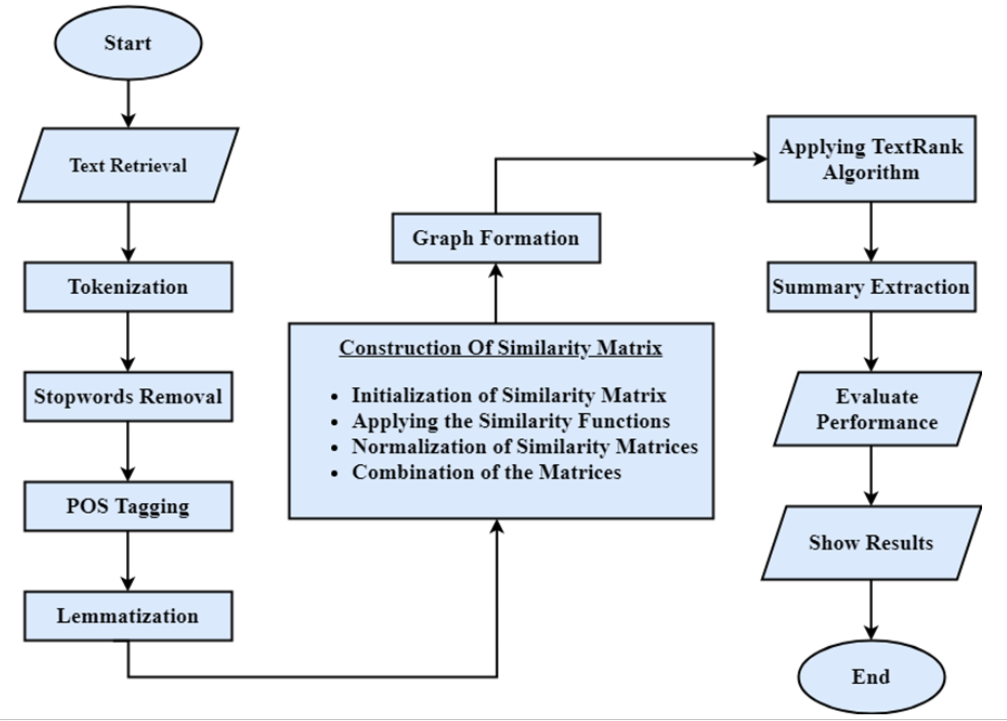 Start
Text Retrieval
Tokenization
Stopwords Removal
POS Tagging
Lemmatization
Construction Of Similarity Matrix
• Initialization of Similarity Matrix
• Applying the Similarity Functions
• Normalization of Similarity Matrices
• Combination of the Matrices
Graph Formation
Applying TextRank
Algorithm
Summary Extraction
Evaluate
Performance
Show Results
End